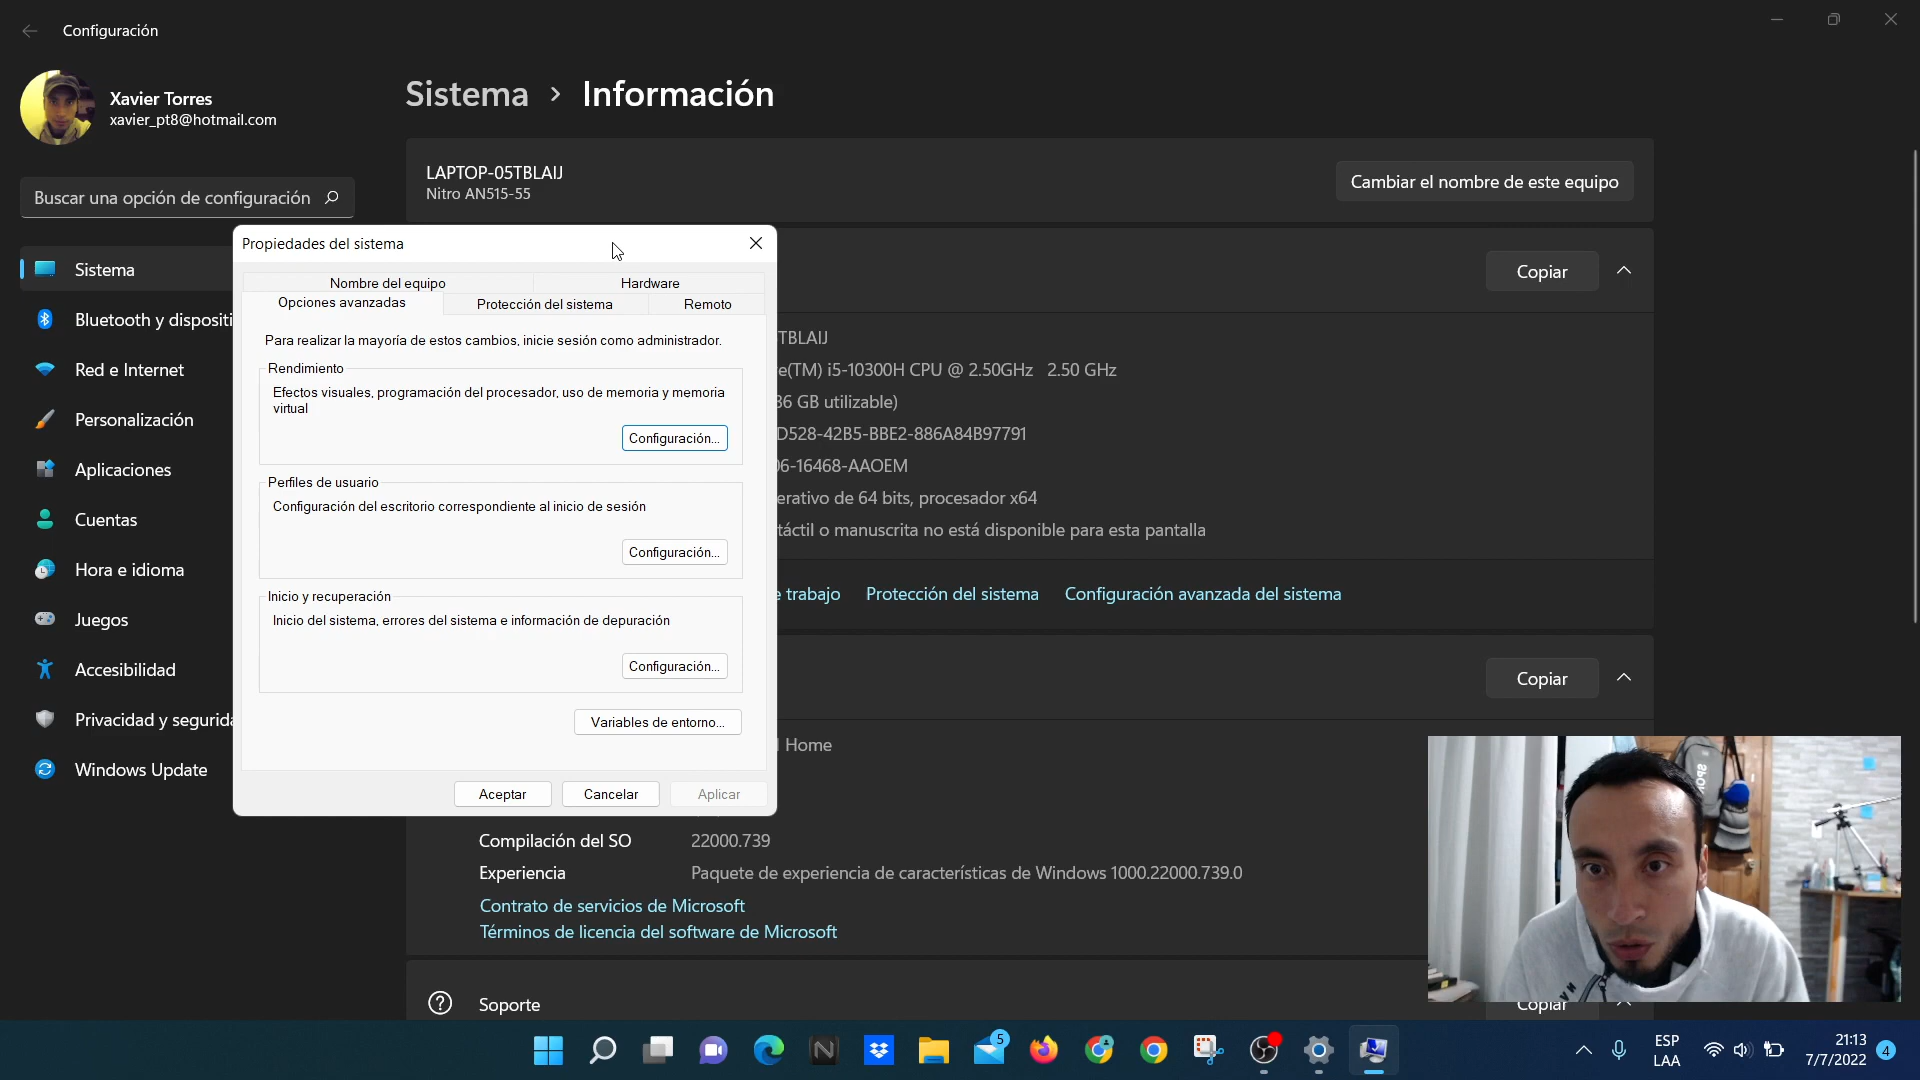 Configuración
Xavier Torres
xavier_pt8@hotmail.com
Buscar una opción de configuración
Sistema
Bluetooth y dispositi
Red e Internet
Personalización
Aplicaciones
Cuentas
Hora e idioma
Juegos
Accesibilidad
Privacidad y segurida
Windows Update
Sistema > Información
LAPTOP-05TBLAIJ
Nitro AN515-55
Cambiar el nombre de este equipo
Copiar
TBLAIJ
e(TM) i5-10300H CPU @ 2.50GHz 2.50 GHz
86 GB utilizable)
D528-42B5-BBE2-886A84B97791
06-16468-AAOEM
erativo de 64 bits, procesador x64
táctil o manuscrita no está disponible para esta pantalla
e trabajo Protección del sistema Configuración avanzada del sistema
Copiar
Home
Compilación del SO 22000.739
Experiencia Paquete de experiencia de características de Windows 1000.22000.739.0
Contrato de servicios de Microsoft
Términos de licencia del software de Microsoft
Soporte
Copiar
Propiedades del sistema
Nombre del equipo Hardware
Opciones avanzadas Protección del sistema Remoto
Para realizar la mayoría de estos cambios, inicie sesión como administrador.
Rendimiento
Efectos visuales, programación del procesador, uso de memoria y memoria
virtual
Configuración...
Perfiles de usuario
Configuración del escritorio correspondiente al inicio de sesión
Configuración...
Inicio y recuperación
Inicio del sistema, errores del sistema e información de depuración
Configuración...
Variables de entorno...
Aceptar Cancelar Aplicar
5
ESP
LAA
21:13
7/7/2022
4